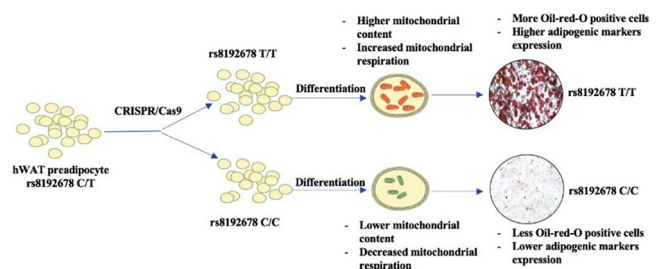 - Higher mitochondrial
content
- Increased mitochondrial
respiration
- More Oil-red-O positive cells
- Higher adipogenic markers
expression
rs8192678 T/T
CRISPR/Cas9
Differentiation
rs8192678 T/T
hWAT preadipocyte
rs8192678 C/T
Differentiation
rs8192678 C/C
rs8192678 C/C
- Lower mitochondrial
content
- Decreased mitochondrial
respiration
- Less Oil-red-O positive cells
- Lower adipogenic markers
expression